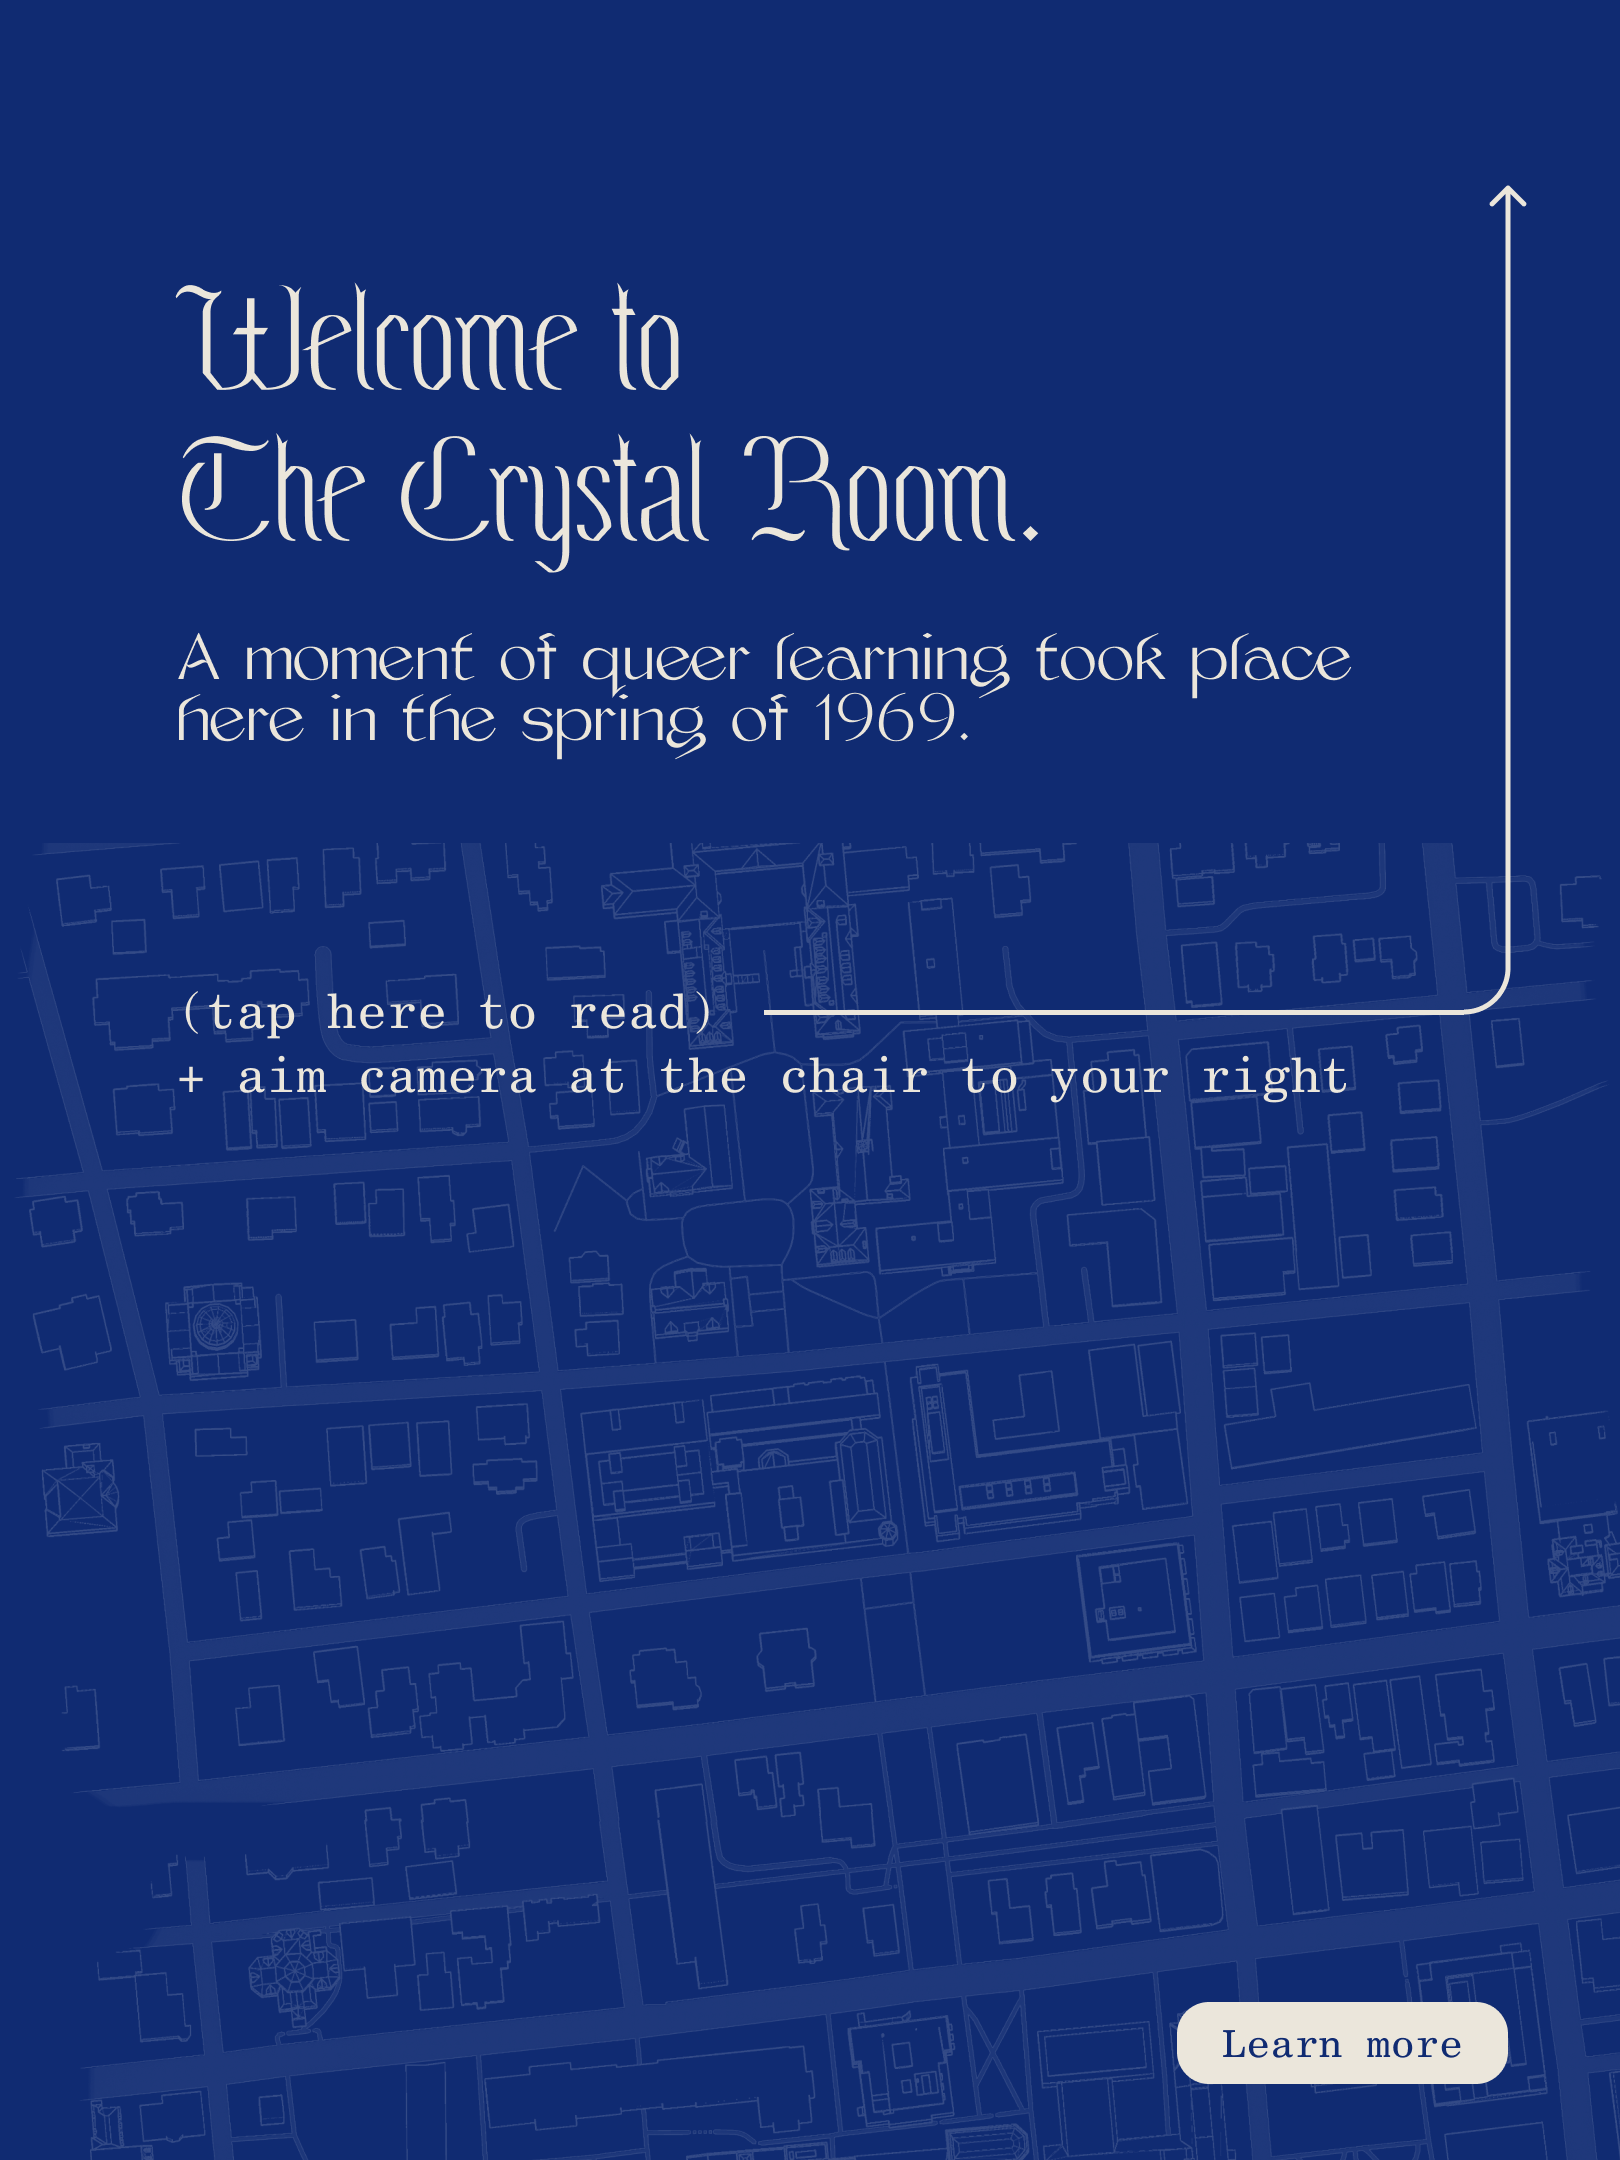 Welcome to
The Crystal Room.
A moment of queer learning took place
here in the spring of 1969.
(tap here to read)
+ aim camera at the chair to your right
Learn more